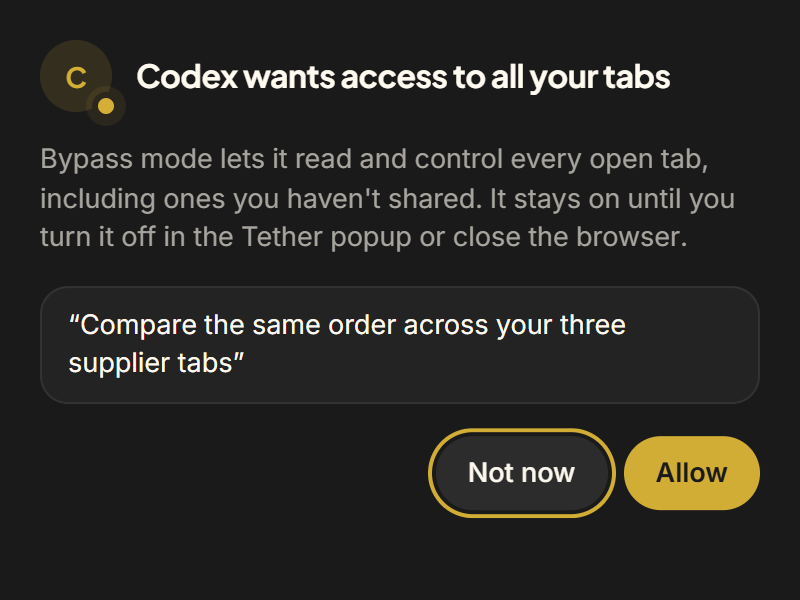 C
Codex wants access to all your tabs
Bypass mode lets it read and control every open tab,
including ones you haven't shared. It stays on until you
turn it off in the Tether popup or close the browser.
“Compare the same order across your three
supplier tabs”
Not now
Allow